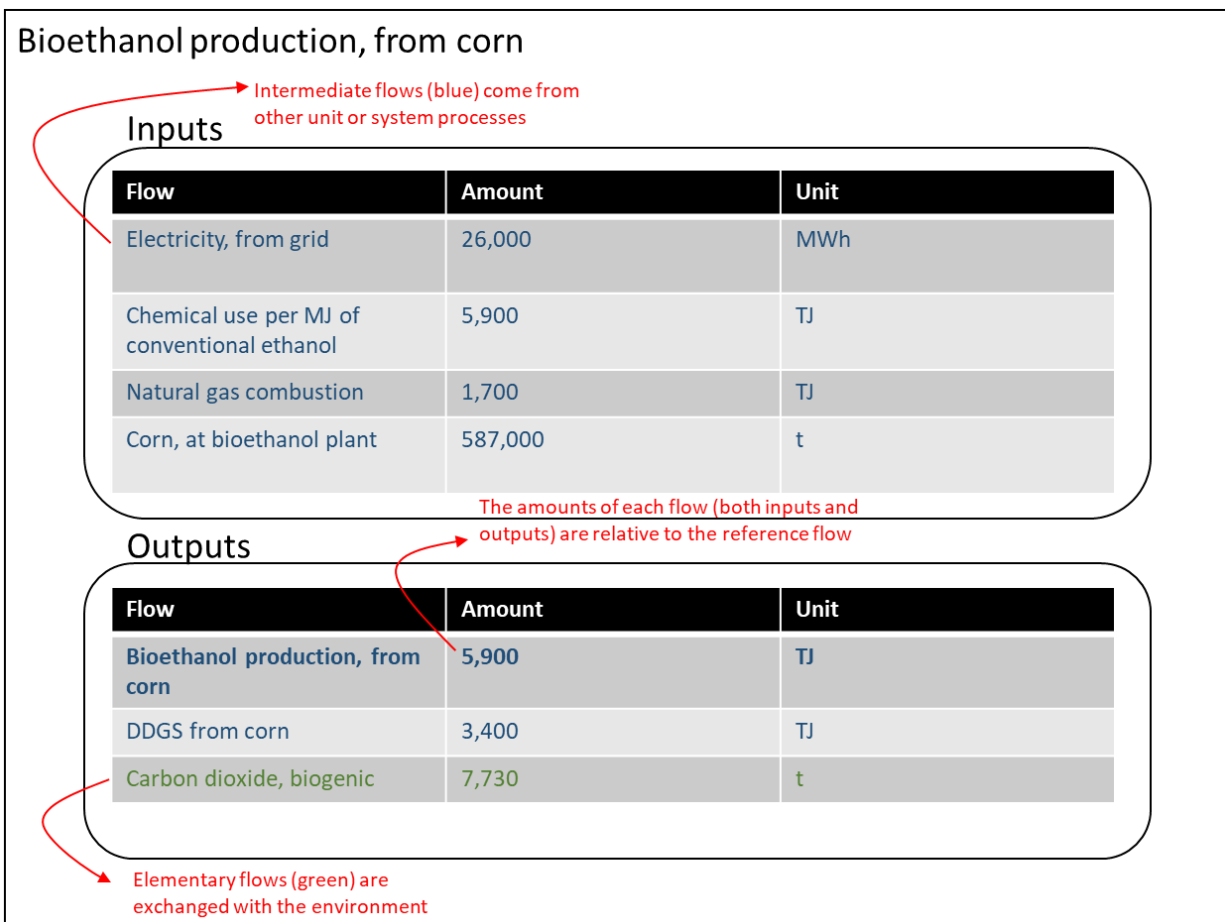 Bioethanol production, from corn
Intermediate flows (blue) come from
other unit or system processes
Inputs
Flow Amount Unit
Electricity, from grid 26,000 MWh
Chemical use per MJ of 5,900 TJ
conventional ethanol
Natural gas combustion 1,700 TJ
Corn, at bioethanol plant 587,000 t
The amounts of each flow (both inputs and
outputs) are relative to the reference flow
Outputs
Flow Amount Unit
Bioethanol production, from 5,900 TJ
corn
DDGS from corn 3,400 TJ
Carbon dioxide, biogenic 7,730 t
Elementary flows (green) are
exchanged with the environment